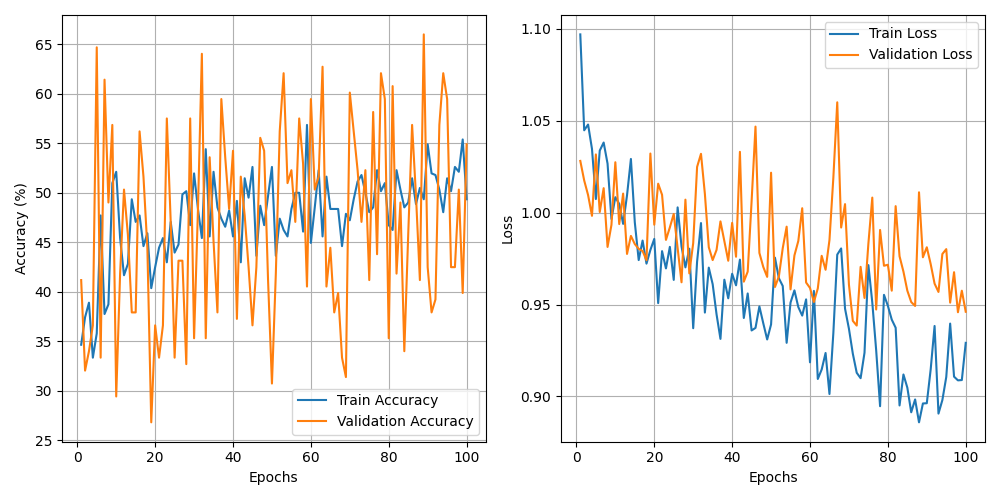 65
60
55
50
45
40
35
30
25
Accuracy (%)
0 20 40 60 80 100
Epochs
Train Accuracy
Validation Accuracy
1.10
1.05
1.00
0.95
0.90
Loss
0 20 40 60 80 100
Epochs
Train Loss
Validation Loss